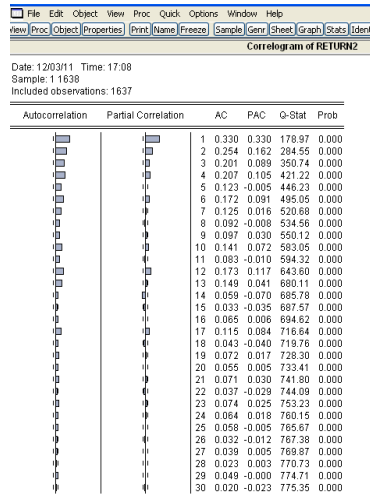 File Edit Object View Proc Quick Options Window Help
View Proc Object Properties Print Name Freeze Sample Genr Sheet Graph Stats Ident
Correlogram of RETURN2
Date: 12/03/11 Time: 17:08
Sample: 1 1638
Included observations: 1637
Autocorrelation Partial Correlation AC PAC Q-Stat Prob
1 0.330 0.330 178.97 0.000
2 0.254 0.162 284.55 0.000
3 0.201 0.089 350.74 0.000
4 0.207 0.105 421.22 0.000
5 0.123 -0.005 446.23 0.000
6 0.172 0.091 495.05 0.000
7 0.125 0.016 520.68 0.000
8 0.092 -0.008 534.56 0.000
9 0.097 0.030 550.12 0.000
10 0.141 0.072 583.05 0.000
11 0.083 -0.010 594.32 0.000
12 0.173 0.117 643.60 0.000
13 0.149 0.041 680.11 0.000
14 0.059 -0.070 685.78 0.000
15 0.033 -0.035 687.57 0.000
16 0.065 0.006 694.62 0.000
17 0.115 0.084 716.64 0.000
18 0.043 -0.040 719.76 0.000
19 0.072 0.017 728.30 0.000
20 0.055 0.005 733.41 0.000
21 0.071 0.030 741.80 0.000
22 0.037 -0.029 744.09 0.000
23 0.074 0.025 753.23 0.000
24 0.064 0.018 760.15 0.000
25 0.058 -0.005 765.67 0.000
26 0.032 -0.012 767.38 0.000
27 0.039 0.005 769.87 0.000
28 0.023 0.003 770.73 0.000
29 0.049 -0.000 774.71 0.000
30 0.020 -0.023 775.35 0.000